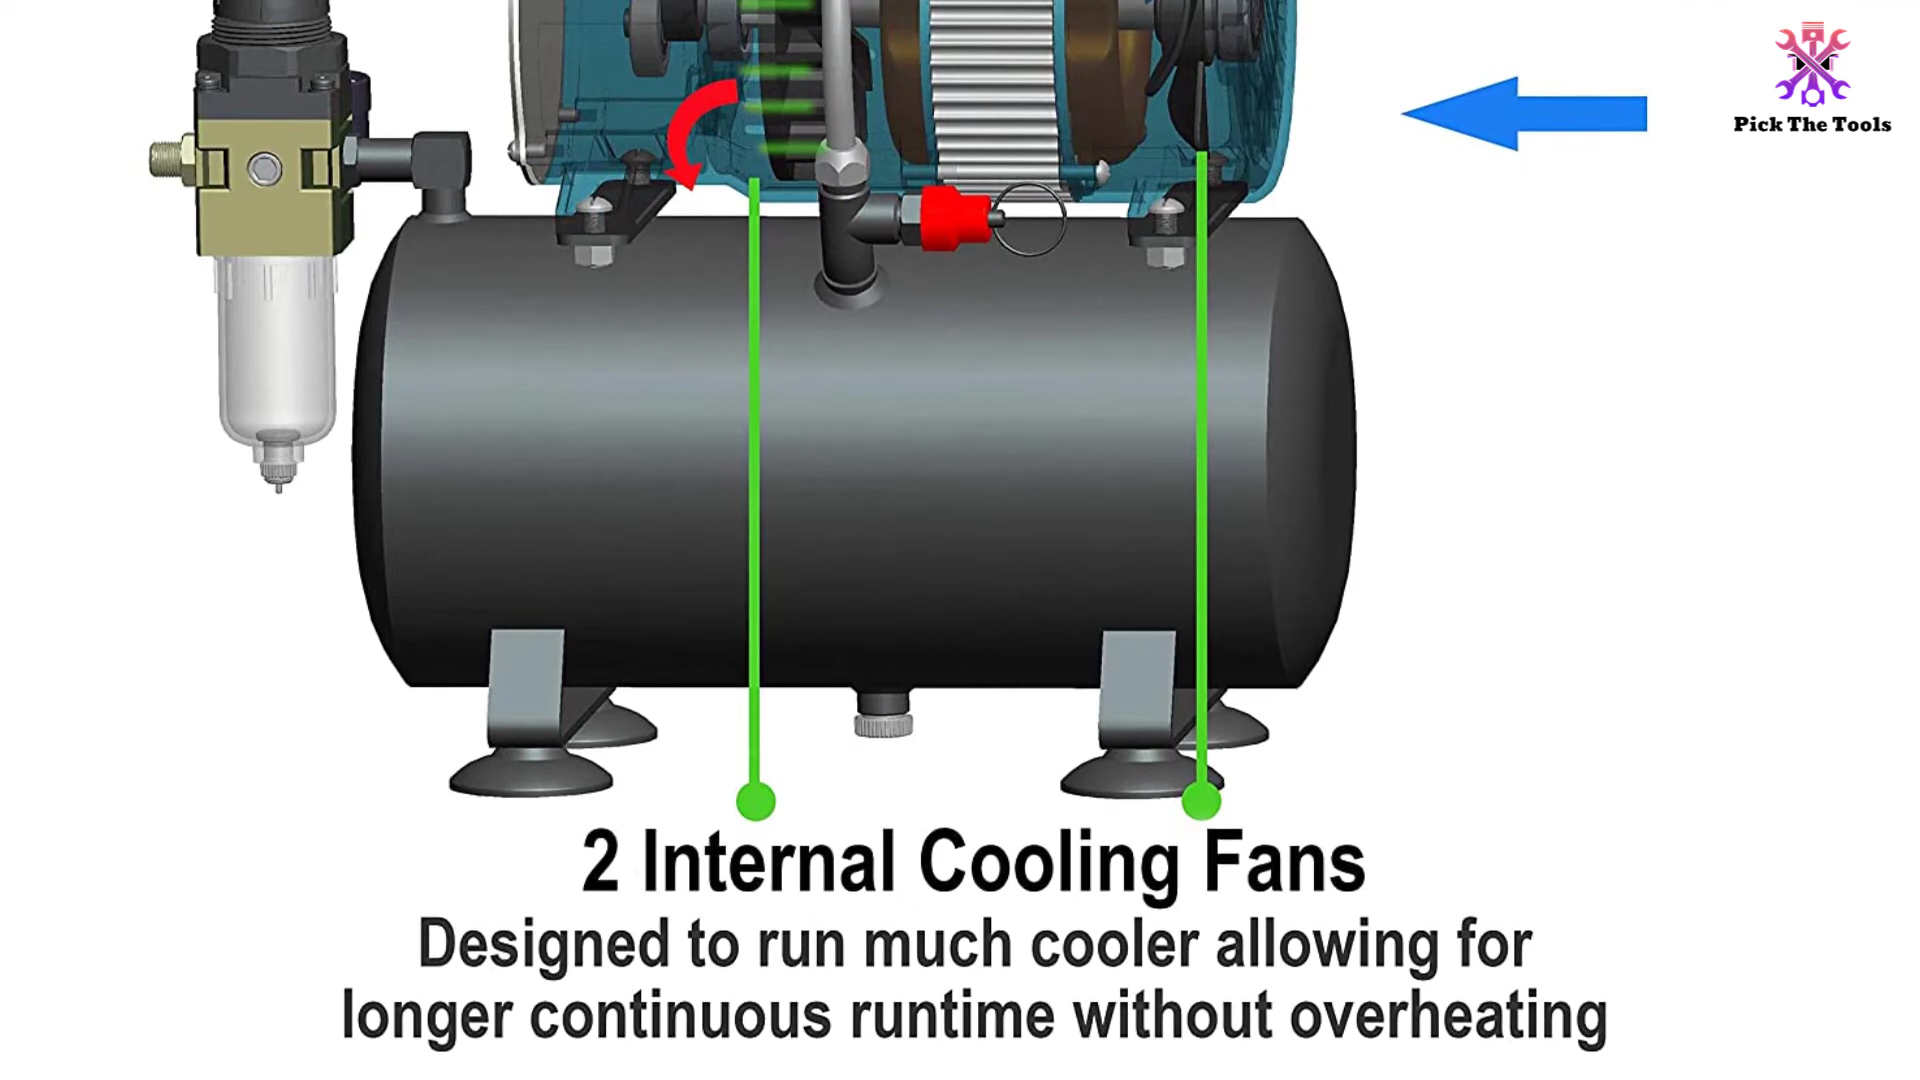 Pick The Tools
2 Internal Cooling Fans
Designed to run much cooler allowing for
longer continuous runtime without overheating